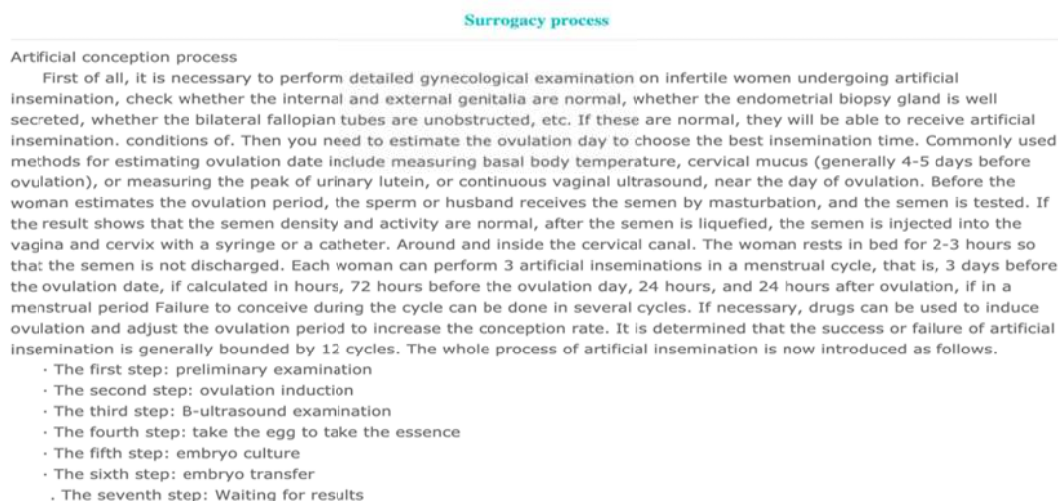 Surrogacy process
Artificial conception process
First of all, it is necessary to perform detailed gynecological examination on infertile women undergoing artificial
insemination, check whether the internal and external genitalia are normal, whether the endometrial biopsy gland is well
secreted, whether the bilateral fallopian tubes are unobstructed, etc. If these are normal, they will be able to receive artificial
insemination. conditions of. Then you need to estimate the ovulation day to choose the best insemination time. Commonly used
methods for estimating ovulation date include measuring basal body temperature, cervical mucus (generally 4-5 days before
ovulation), or measuring the peak of urinary lutein, or continuous vaginal ultrasound, near the day of ovulation. Before the
woman estimates the ovulation period, the sperm or husband receives the semen by masturbation, and the semen is tested. If
the result shows that the semen density and activity are normal, after the semen is liquefied, the semen is injected into the
vagina and cervix with a syringe or a catheter. Around and inside the cervical canal. The woman rests in bed for 2-3 hours so
that the semen is not discharged. Each woman can perform 3 artificial inseminations in a menstrual cycle, that is, 3 days before
the ovulation date, if calculated in hours, 72 hours before the ovulation day, 24 hours, and 24 hours after ovulation, if in a
menstrual period Failure to conceive during the cycle can be done in several cycles. If necessary, drugs can be used to induce
ovulation and adjust the ovulation period to increase the conception rate. It is determined that the success or failure of artificial
insemination is generally bounded by 12 cycles. The whole process of artificial insemination is now introduced as follows.
· The first step: preliminary examination
· The second step: ovulation induction
· The third step: B-ultrasound examination
· The fourth step: take the egg to take the essence
· The fifth step: embryo culture
· The sixth step: embryo transfer
. The seventh step: Waiting for results